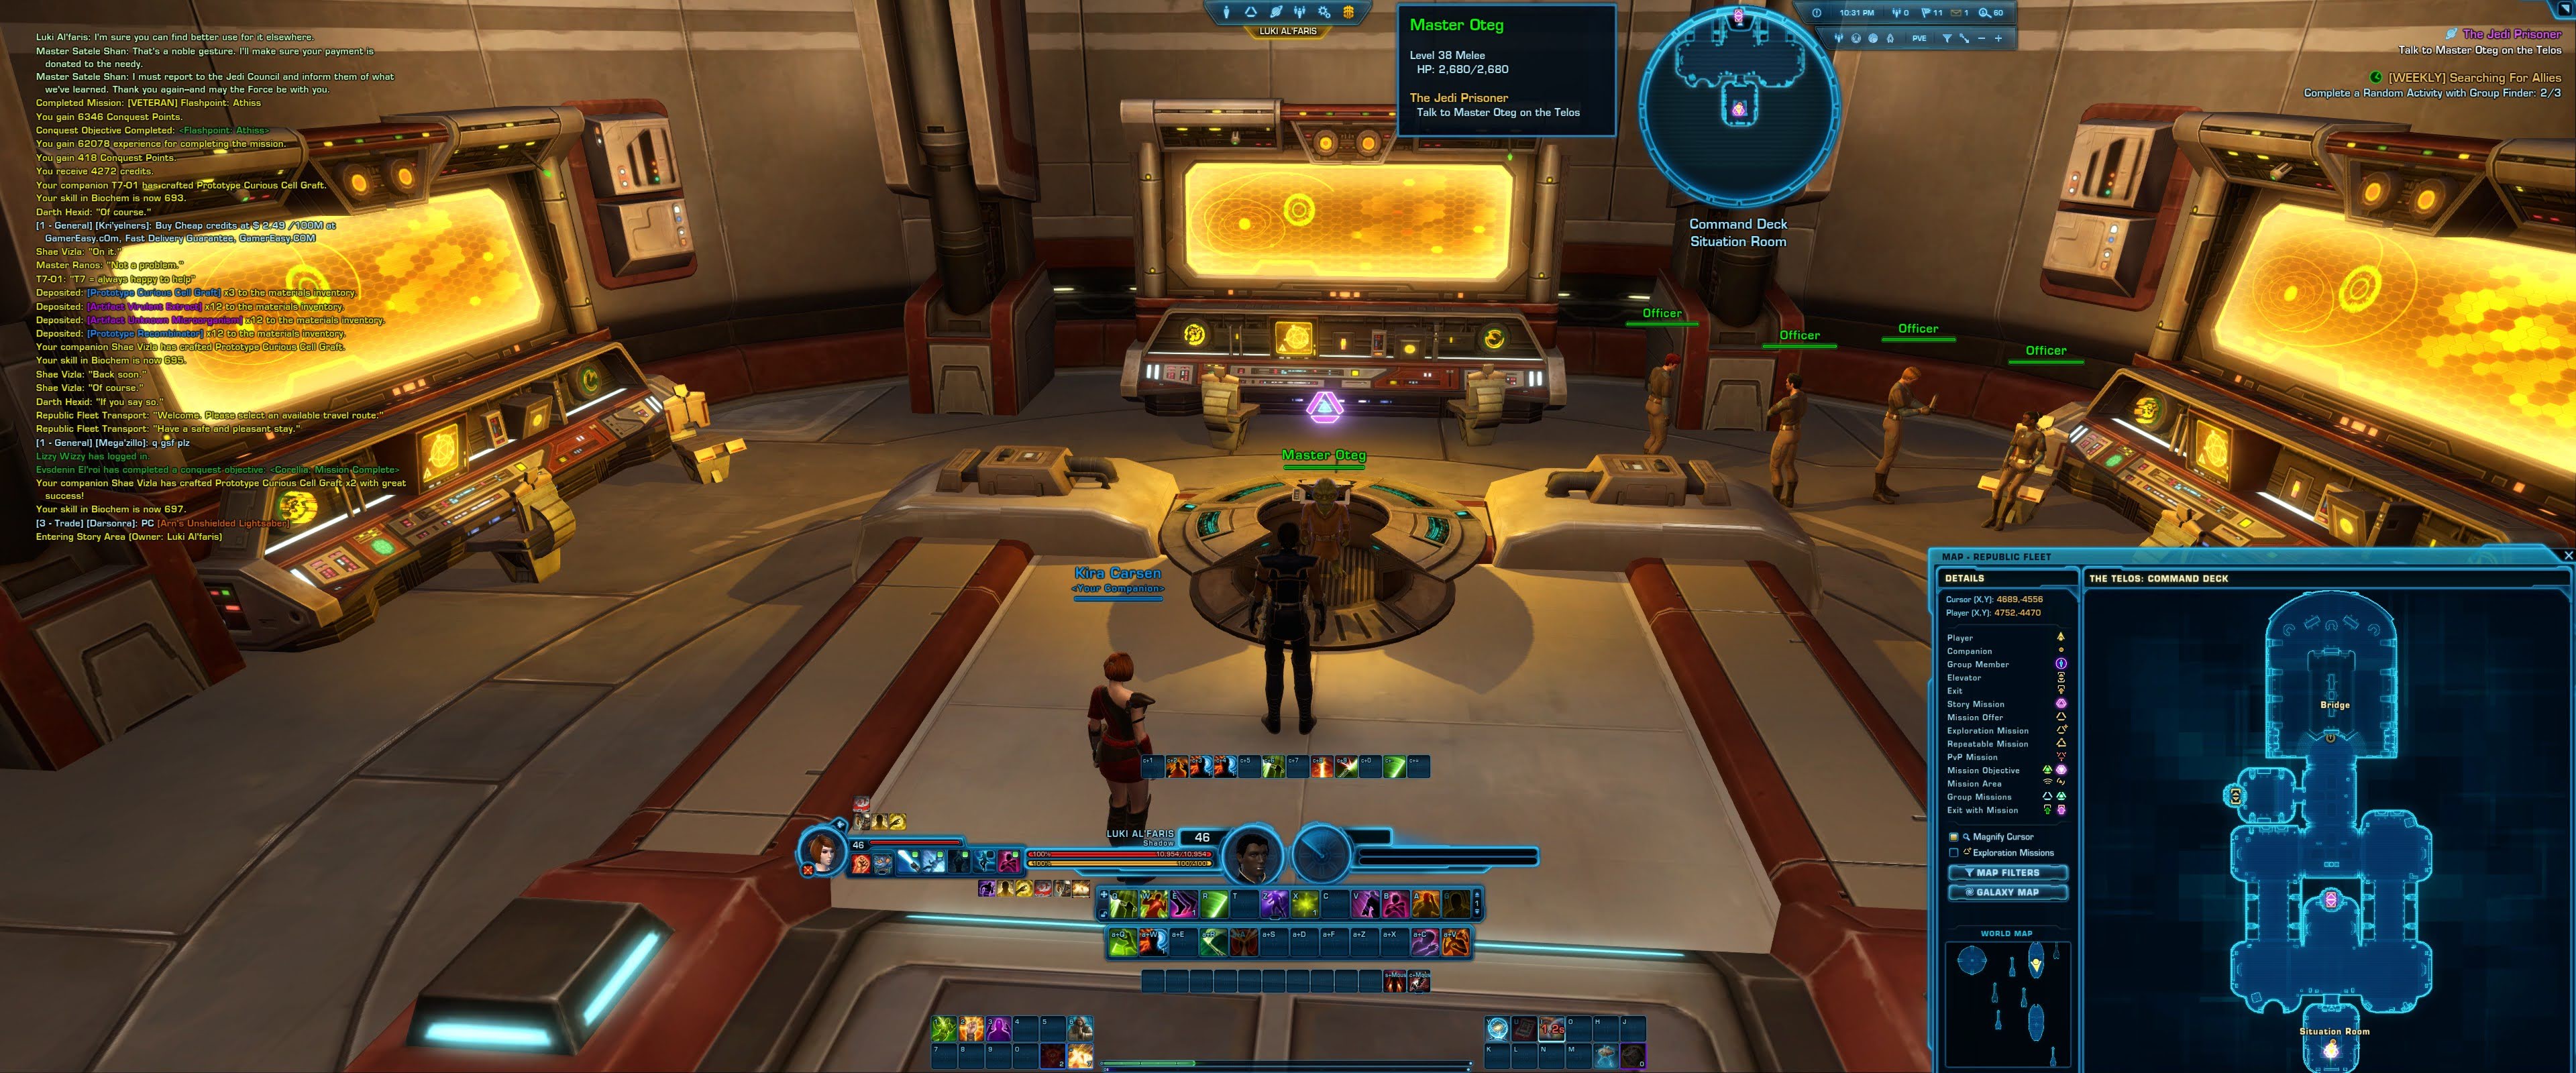 Luki Al'faris: I'm sure you can find better use for it elsewhere.
Master Satele Shan: That's a noble gesture. I'll make sure your payment is
donated to the needy.
Master Satele Shan: I must report to the Jedi Council and inform them of what
we've learned. Thank you again–and may the Force be with you.
Completed Mission: [VETERAN] Flashpoint: Athiss
You gain 6346 Conquest Points.
Conquest Objective Completed: <Flashpoint: Athiss>
You gain 62078 experience for completing the mission.
You gain 418 Conquest Points.
You receive 4272 credits.
Your companion T7-01 has crafted Prototype Curious Cell Graft.
Your skill in Biochem is now 693.
Darth Hexid: "Of course."
[1 - General] [Kri'yelners]: Buy Cheap credits at $ 2.49 /100M at
GamerEasy.cOm, Fast Delivery Guarantee, GamerEasy.COM
Shae Vizla: "On it."
Master Ranos: "Not a problem."
T7-01: "T7 = always happy to help"
Deposited: [Prototype Curious Cell Graft] x3 to the materials inventory.
Deposited: [Artifact Virulent Extract] x12 to the materials inventory.
Deposited: [Artifact Unknown Microorganism] x12 to the materials inventory.
Deposited: [Prototype Recombinator] x12 to the materials inventory.
Your companion Shae Vizla has crafted Prototype Curious Cell Graft.
Your skill in Biochem is now 695.
Shae Vizla: "Back soon."
Shae Vizla: "Of course."
Darth Hexid: "If you say so."
Republic Fleet Transport: "Welcome. Please select an available travel route."
Republic Fleet Transport: "Have a safe and pleasant stay."
[1 - General] [Mega'zillo]: q gsf plz
Lizzy Wizzy has logged in.
Evsdenin El'roi has completed a conquest objective: <Corellia: Mission Complete>
Your companion Shae Vizla has crafted Prototype Curious Cell Graft x2 with great
success!
Your skill in Biochem is now 697.
[3 - Trade] [Darsonra]: PC [Arn's Unshielded Lightsaber]
Entering Story Area (Owner: Luki Al'faris)
LUKI AL'FARIS
Master Oteg
Level 38 Melee
HP: 2,680/2,680
The Jedi Prisoner
Talk to Master Oteg on the Telos
10:31 PM 0 11 1 60
PVE
Command Deck
Situation Room
The Jedi Prisoner
Talk to Master Oteg on the Telos
[WEEKLY] Searching For Allies
Complete a Random Activity with Group Finder: 2/3
Officer
Officer
Officer
Officer
Master Oteg
Kira Carsen
<Your Companion>
46
LUKI AL'FARIS
Shadow
46
100% 10,954/10,954
100% 100/100
MAP - REPUBLIC FLEET
DETAILS
Cursor (X,Y): 4689,-4556
Player (X,Y): 4752,-4470
Player
Companion
Group Member
Elevator
Exit
Story Mission
Mission Offer
Exploration Mission
Repeatable Mission
PvP Mission
Mission Objective
Mission Area
Group Missions
Exit with Mission
Magnify Cursor
Exploration Missions
MAP FILTERS
GALAXY MAP
WORLD MAP
THE TELOS: COMMAND DECK
Bridge
Situation Room